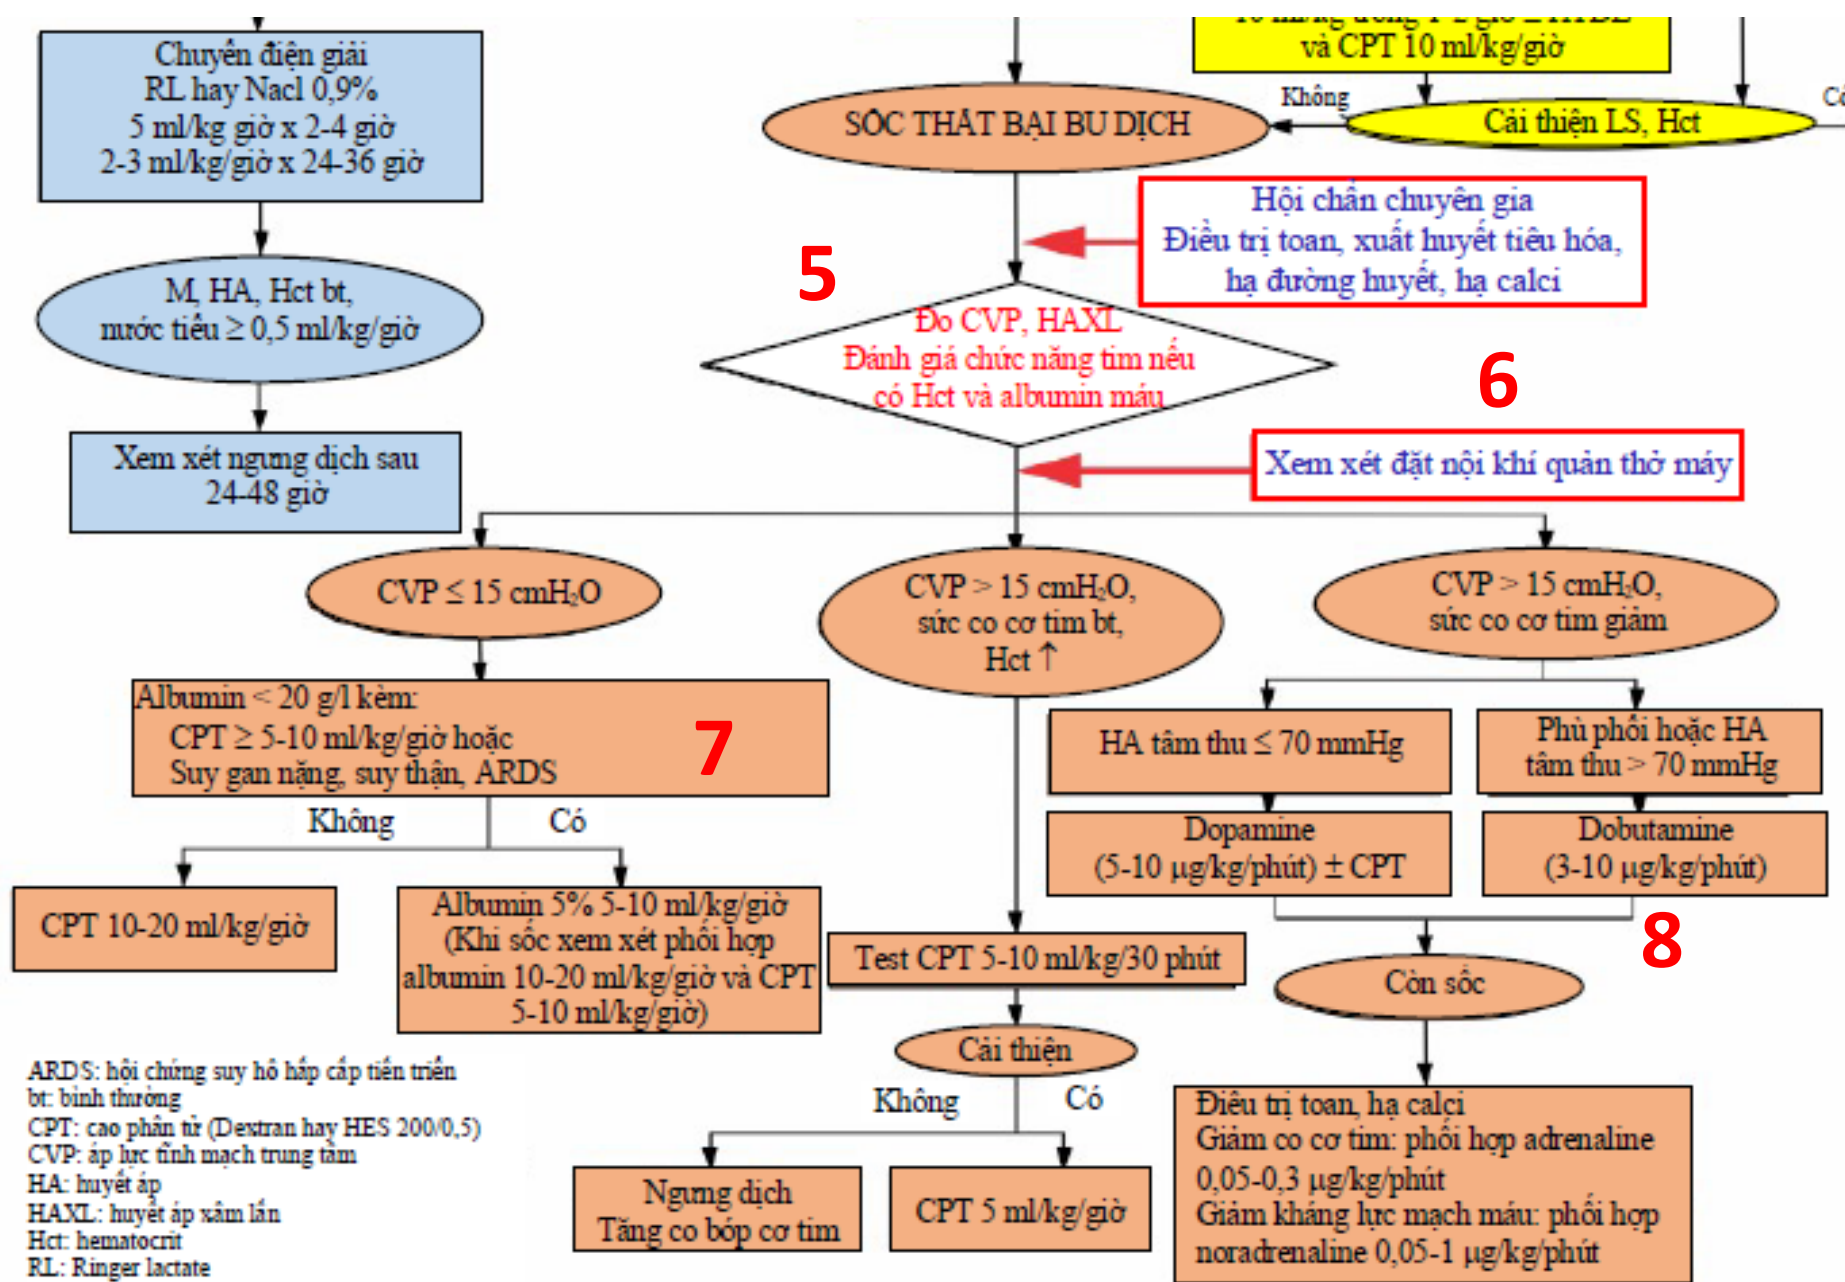 Chuyển điện giải
RL hay Nacl 0,9%
5 ml/kg giờ x 2-4 giờ
2-3 ml/kg/giờ x 24-36 giờ
M, HA, Hct bt,
nước tiểu ≥ 0,5 ml/kg/giờ
Xem xét ngưng dịch sau
24-48 giờ
và CPT 10 ml/kg/giờ
Không
Cải thiện LS, Hct
SỐC THẤT BẠI BÙ DỊCH
Hội chẩn chuyên gia
Điều trị toan, xuất huyết tiêu hóa,
hạ đường huyết, hạ calci
5
Đo CVP, HAXL
Đánh giá chức năng tim nếu
có Hct và albumin máu
6
Xem xét đặt nội khí quản thở máy
CVP ≤ 15 cmH₂O
CVP > 15 cmH₂O,
sức co cơ tim bt,
Hct ↑
CVP > 15 cmH₂O,
sức co cơ tim giảm
Albumin < 20 g/l kèm:
CPT ≥ 5-10 ml/kg/giờ hoặc
Suy gan nặng, suy thận, ARDS
7
Không
Có
CPT 10-20 ml/kg/giờ
Albumin 5% 5-10 ml/kg/giờ
(Khi sốc xem xét phối hợp
albumin 10-20 ml/kg/giờ và CPT
5-10 ml/kg/giờ)
HA tâm thu ≤ 70 mmHg
Phù phổi hoặc HA
tâm thu > 70 mmHg
Dopamine
(5-10 µg/kg/phút) ± CPT
Dobutamine
(3-10 µg/kg/phút)
8
Test CPT 5-10 ml/kg/30 phút
Còn sốc
Cải thiện
Không
Có
Ngưng dịch
Tăng co bóp cơ tim
CPT 5 ml/kg/giờ
Điều trị toan, hạ calci
Giảm co cơ tim: phối hợp adrenaline
0,05-0,3 µg/kg/phút
Giảm kháng lực mạch máu: phối hợp
noradrenaline 0,05-1 µg/kg/phút
ARDS: hội chứng suy hô hấp cấp tiến triển
bt: bình thường
CPT: cao phân tử (Dextran hay HES 200/0,5)
CVP: áp lực tĩnh mạch trung tâm
HA: huyết áp
HAXL: huyết áp xâm lấn
Hct: hematocrit
RL: Ringer lactate